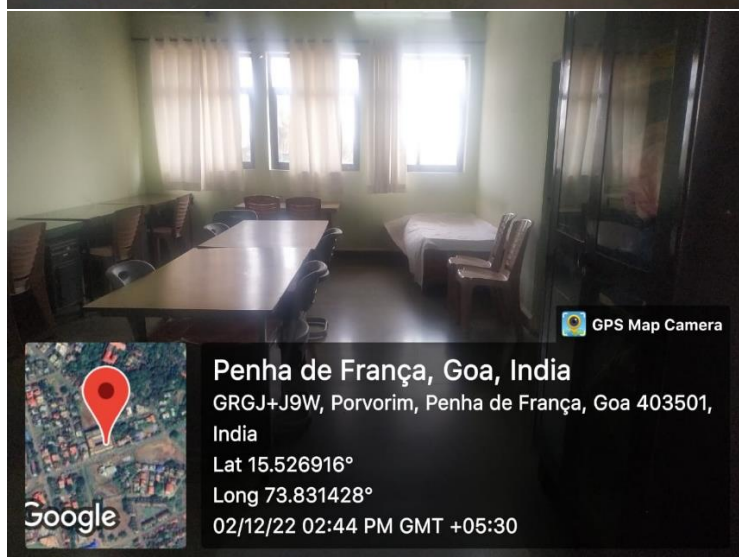 GPS Map Camera
Penha de França, Goa, India
GRGJ+J9W, Porvorim, Penha de França, Goa 403501,
India
Lat 15.526916°
Long 73.831428°
02/12/22 02:44 PM GMT +05:30
Google